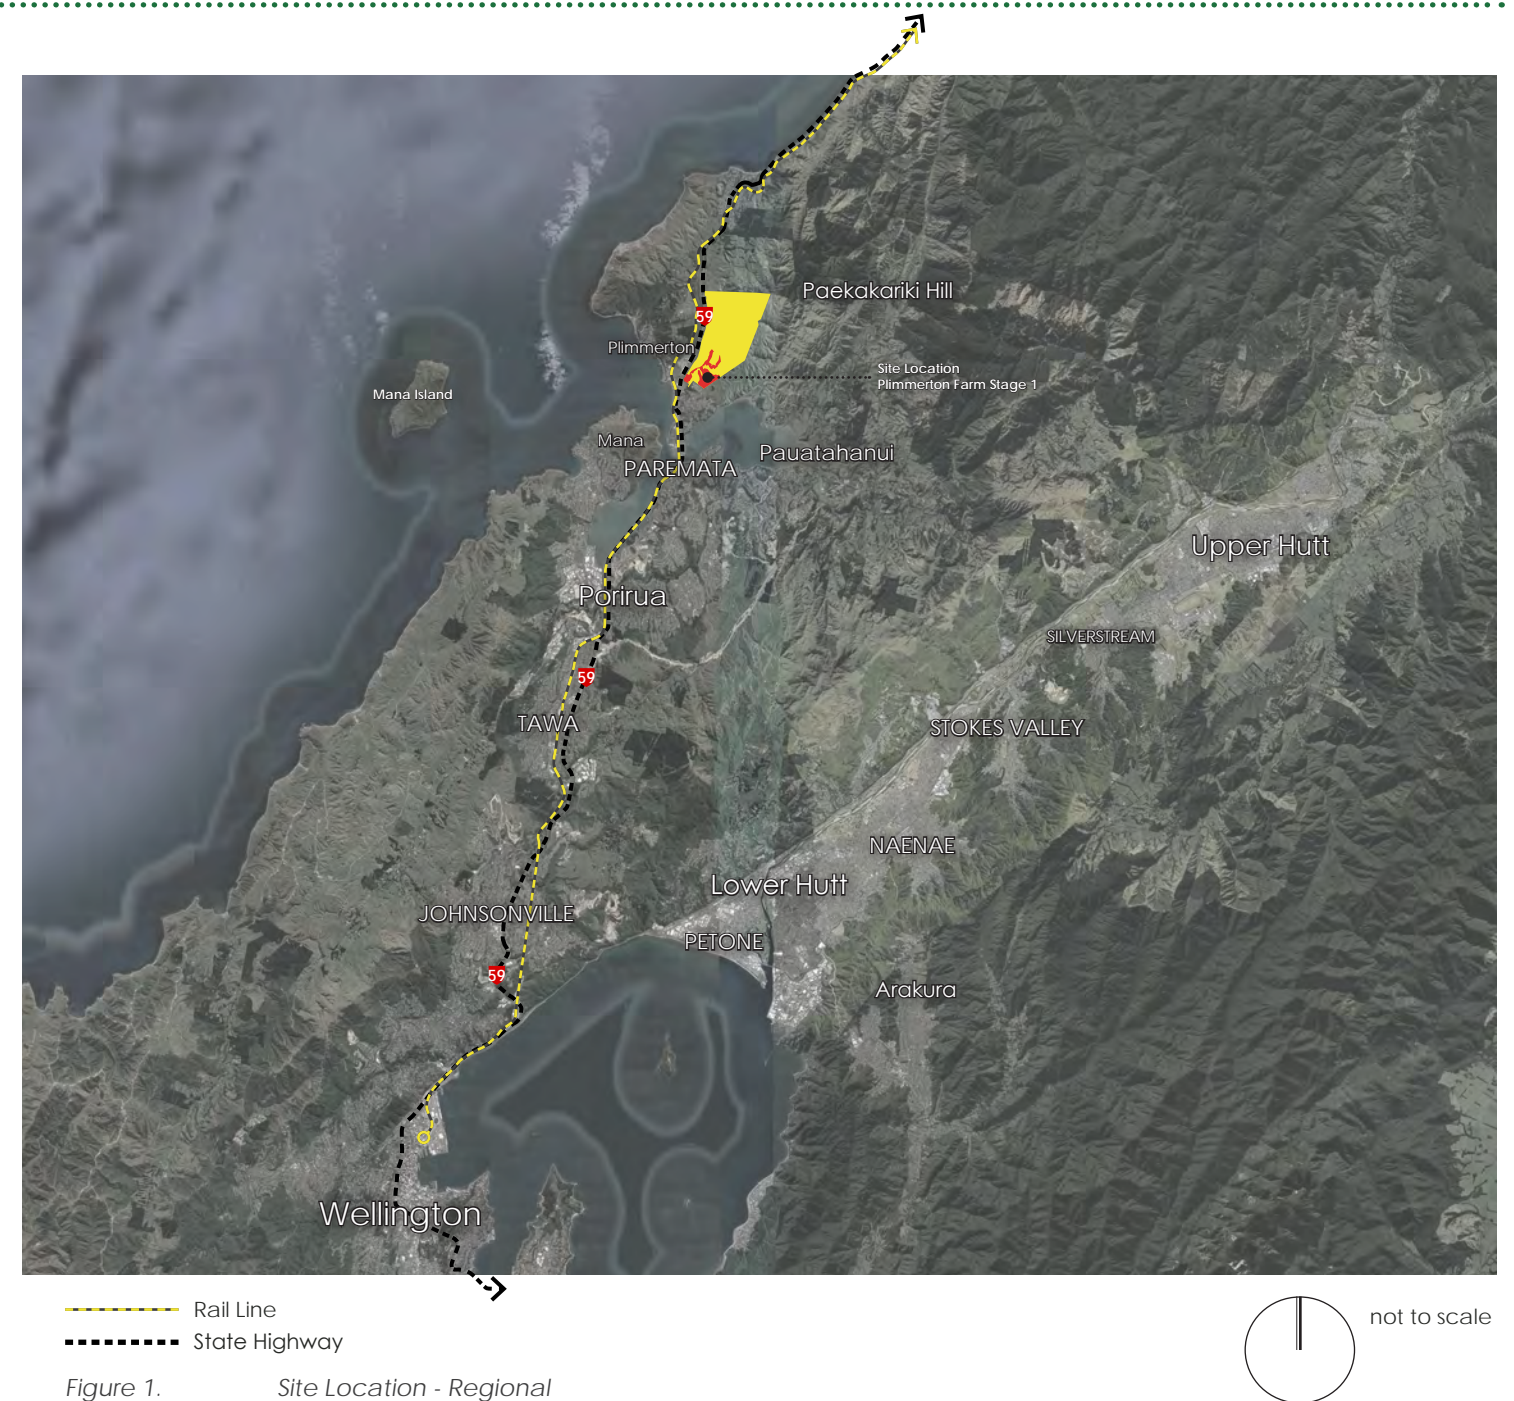 Paekakariki Hill
59
Plimmerton
Site Location
Plimmerton Farm Stage 1
Mana Island
Mana
Pauatahanui
PAREMATA
Upper Hutt
Porirua
SILVERSTREAM
59
TAWA
STOKES VALLEY
NAENAE
Lower Hutt
JOHNSONVILLE
PETONE
59
Arakura
Wellington
Rail Line
not to scale
State Highway
Figure 1. Site Location - Regional